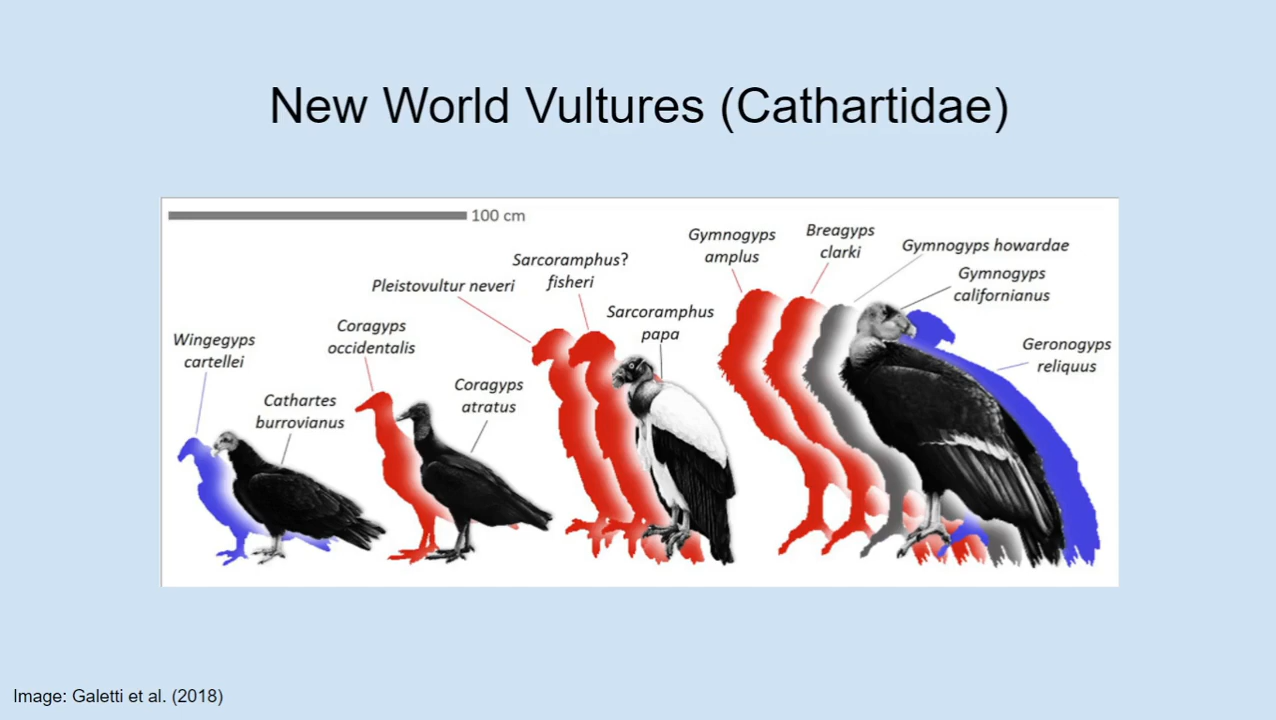 New World Vultures (Cathartidae)
100 cm
Wingegyps
cartellei
Cathartes
burrovianus
Coragyps
occidentalis
Coragyps
atratus
Pleistovultur neveri
Sarcoramphus?
fisheri
Sarcoramphus
papa
Gymnogyps
amplus
Breagyps
clarki
Gymnogyps howardae
Gymnogyps
californianus
Geronogyps
reliquus
Image: Galetti et al. (2018)